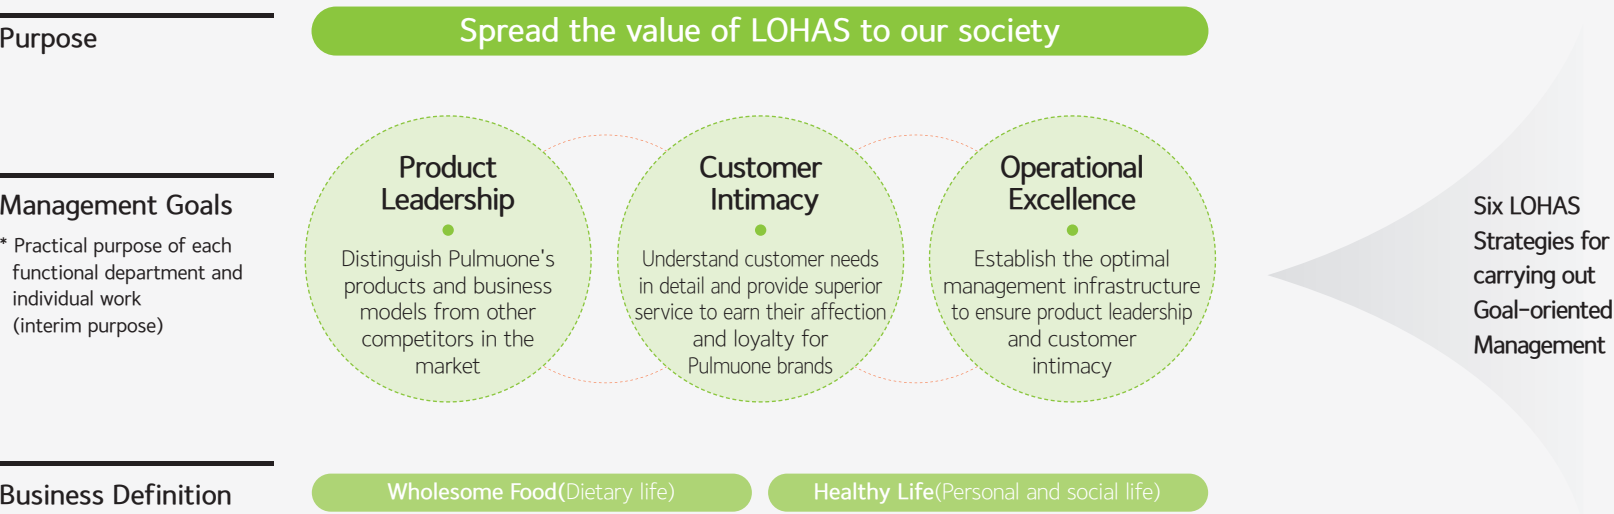 Purpose
Spread the value of LOHAS to our society
Management Goals
* Practical purpose of each
functional department and
individual work
(interim purpose)
Product
Leadership
Distinguish Pulmuone's
products and business
models from other
competitors in the
market
Customer
Intimacy
Understand customer needs
in detail and provide superior
service to earn their affection
and loyalty for
Pulmuone brands
Operational
Excellence
Establish the optimal
management infrastructure
to ensure product leadership
and customer
intimacy
Six LOHAS
Strategies for
carrying out
Goal-oriented
Management
Business Definition
Wholesome Food(Dietary life)
Healthy Life(Personal and social life)